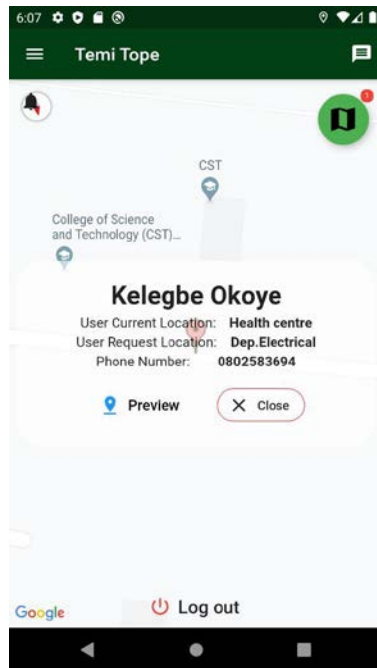 6:07
Temi Tope
1
CST
College of Science
and Technology (CST)...
Kelegbe Okoye
User Current Location: Health centre
User Request Location: Dep.Electrical
Phone Number: 0802583694
Preview
Close
Google
Log out